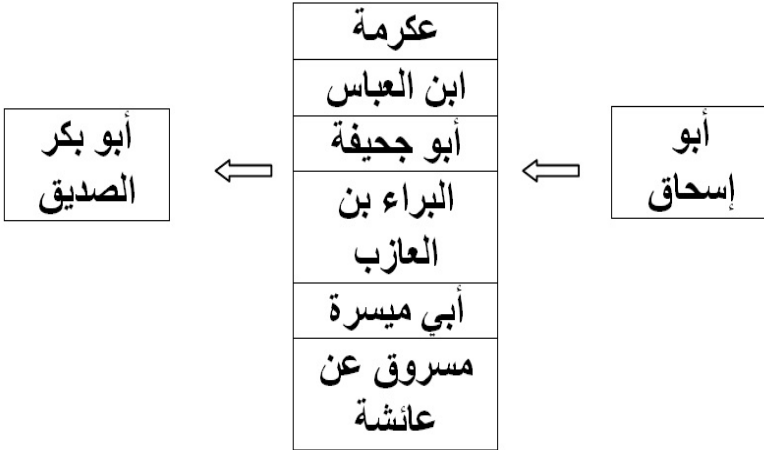 أبو
إسحاق
عكرمة
ابن العباس
أبو جحيفة
البراء بن
العازب
أبي ميسرة
مسروق عن
عائشة
أبو بكر
الصديق